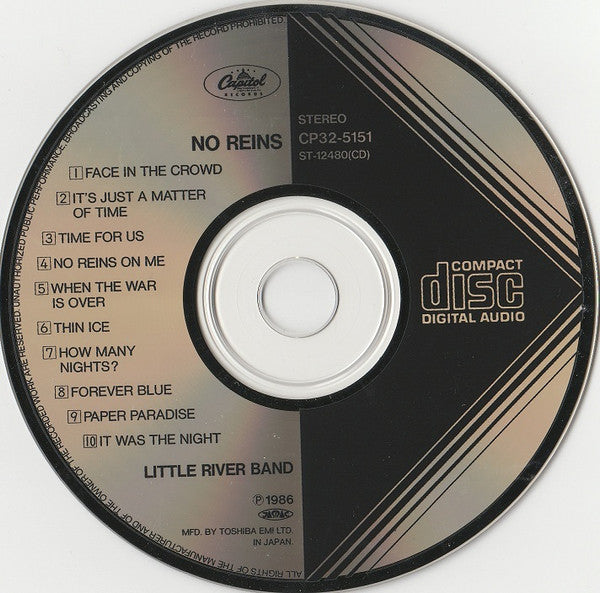 Capitol
RECORDS
STEREO
CP32-5151
ST-12480(CD)
NO REINS
1 FACE IN THE CROWD
2 IT'S JUST A MATTER
OF TIME
3 TIME FOR US
4 NO REINS ON ME
5 WHEN THE WAR
IS OVER
6 THIN ICE
7 HOW MANY
NIGHTS?
8 FOREVER BLUE
9 PAPER PARADISE
10 IT WAS THE NIGHT
LITTLE RIVER BAND
COMPACT
disc
DIGITAL AUDIO
℗ 1986
JASRAC
MFD. BY TOSHIBA EMI LTD.
IN JAPAN.
ALL RIGHTS OF THE MANUFACTURER AND OF THE OWNER OF THE RECORDED WORK ARE RESERVED. UNAUTHORIZED PUBLIC PERFORMANCE, BROADCASTING AND COPYING OF THE RECORD PROHIBITED.